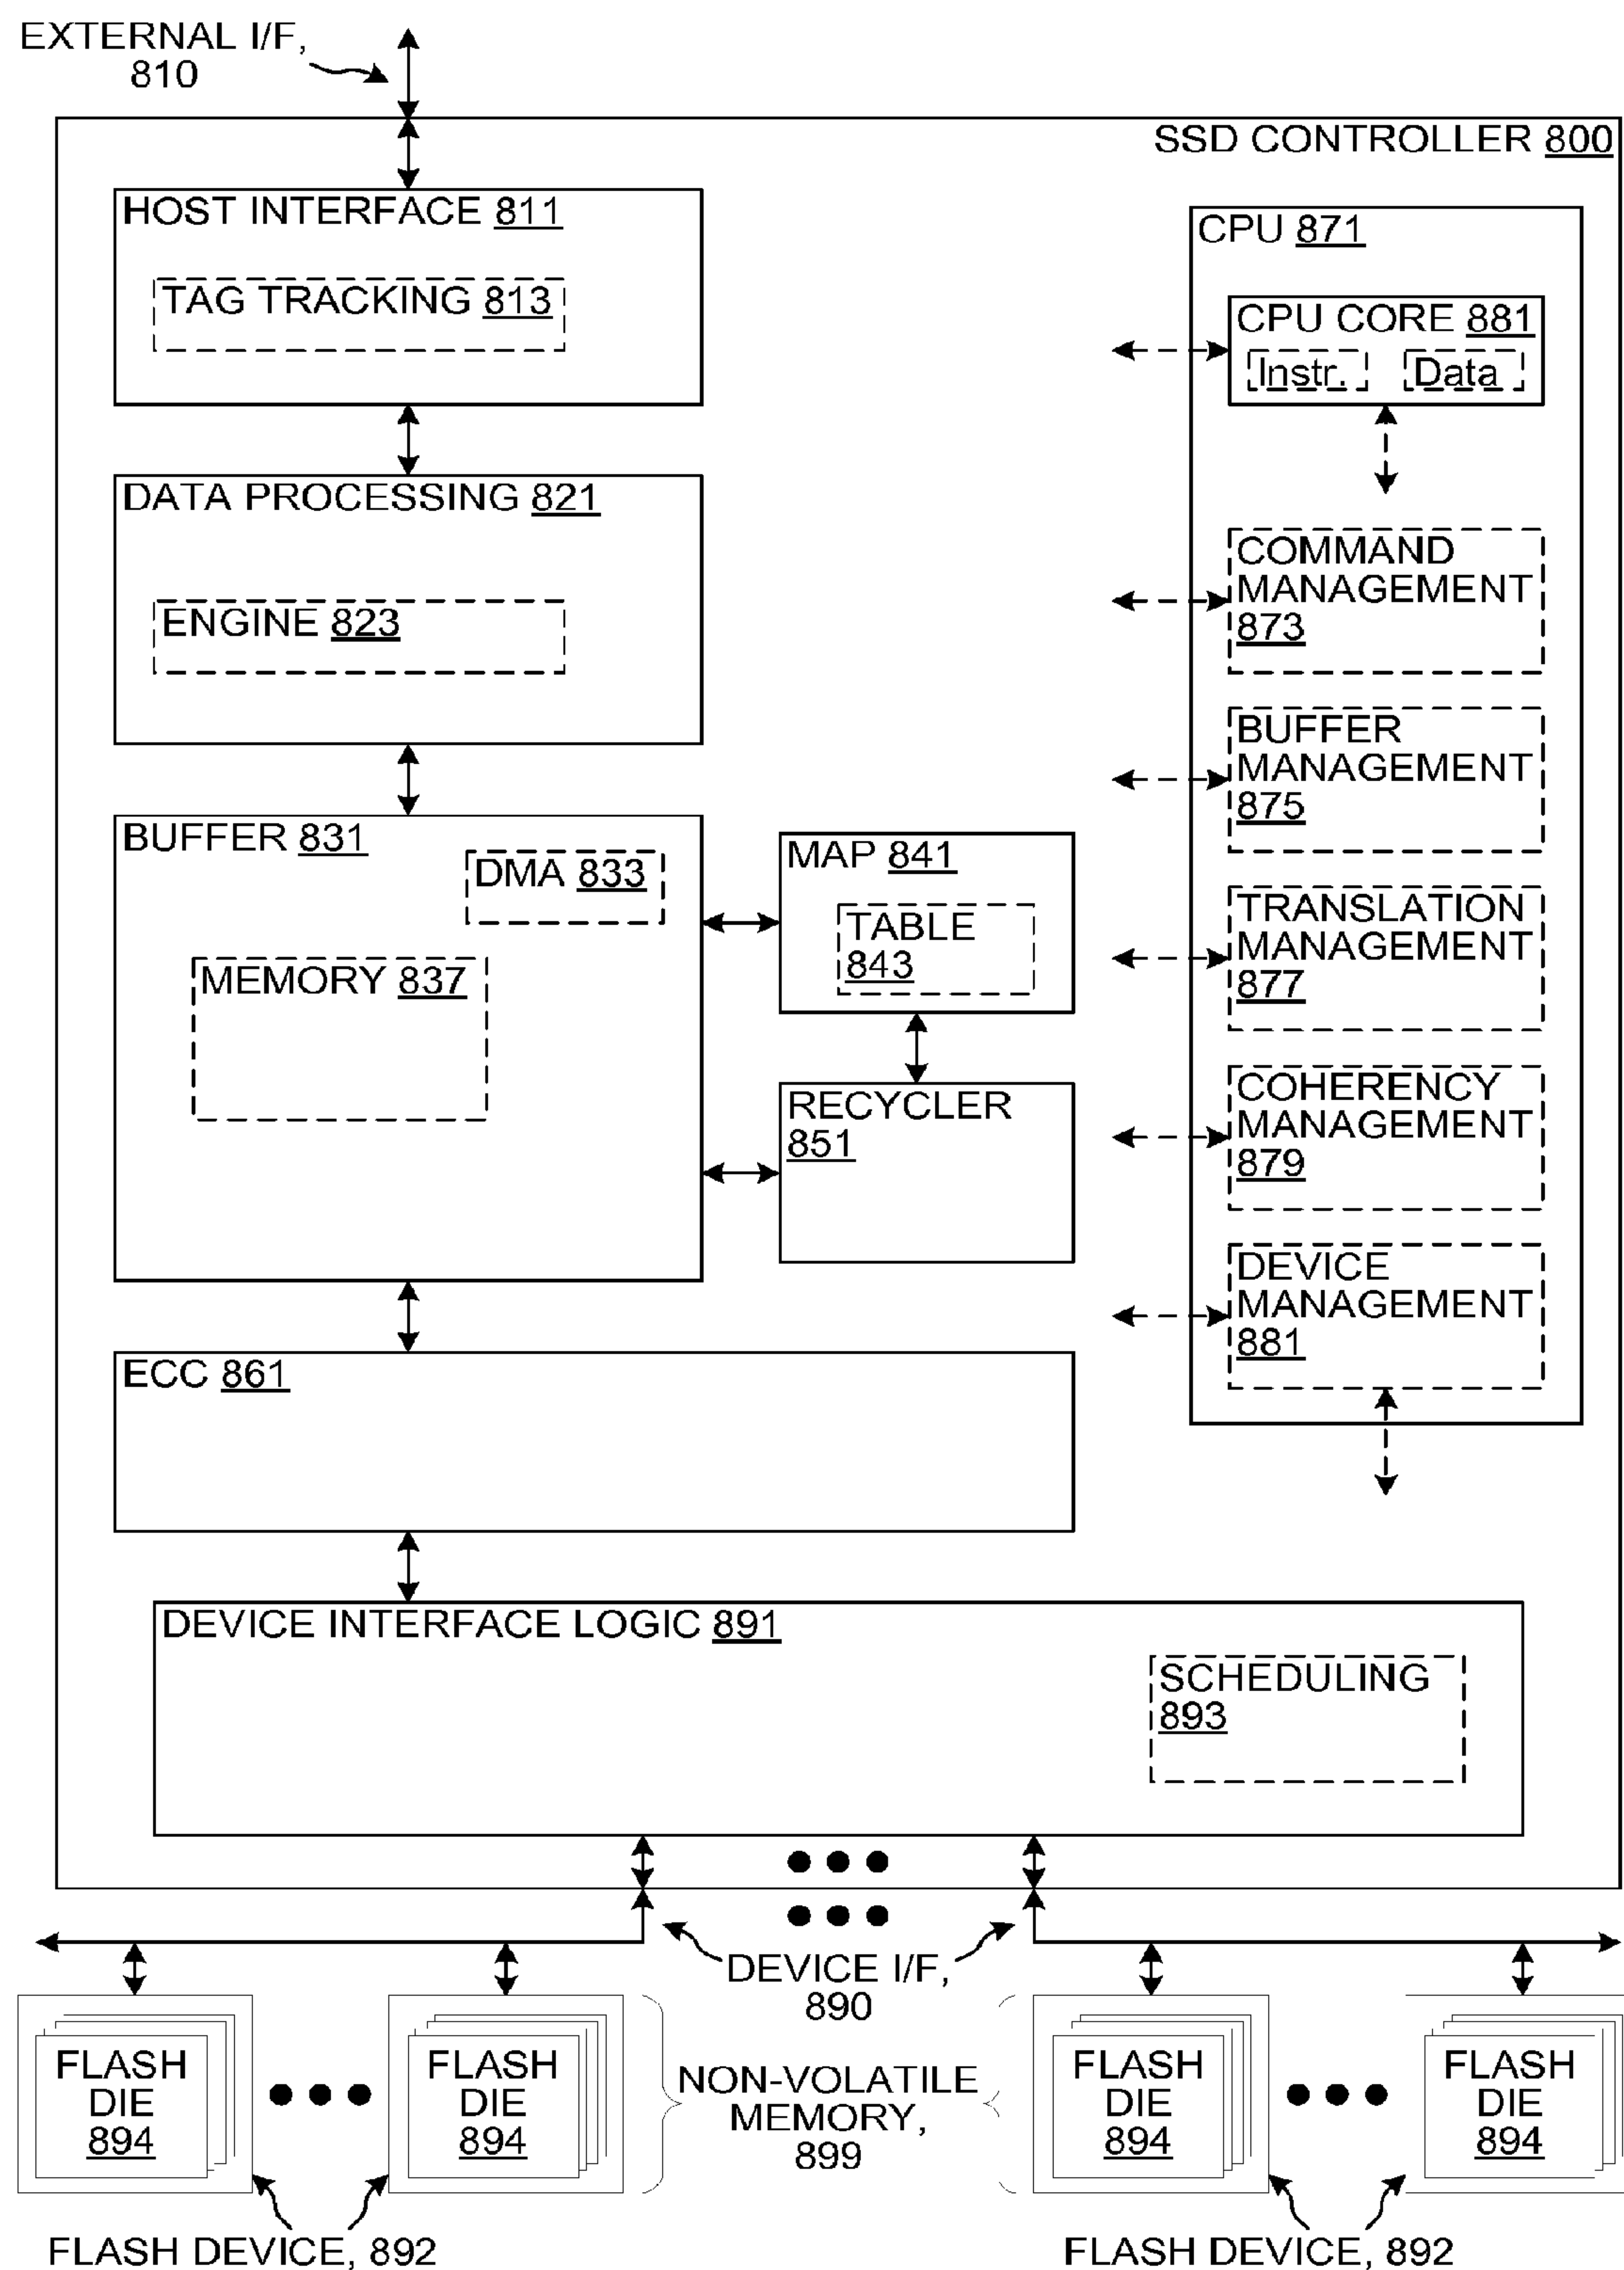 EXTERNAL I/F,
810
SSD CONTROLLER 800
HOST INTERFACE 811
TAG TRACKING 813
DATA PROCESSING 821
ENGINE 823
BUFFER 831
DMA 833
MEMORY 837
MAP 841
TABLE
843
RECYCLER
851
CPU 871
CPU CORE 881
Instr.
Data
COMMAND
MANAGEMENT
873
BUFFER
MANAGEMENT
875
TRANSLATION
MANAGEMENT
877
COHERENCY
MANAGEMENT
879
DEVICE
MANAGEMENT
881
ECC 861
DEVICE INTERFACE LOGIC 891
SCHEDULING
893
DEVICE I/F,
890
FLASH
DIE
894
FLASH
DIE
894
NON-VOLATILE
MEMORY,
899
FLASH
DIE
894
FLASH
DIE
894
FLASH DEVICE, 892
FLASH DEVICE, 892